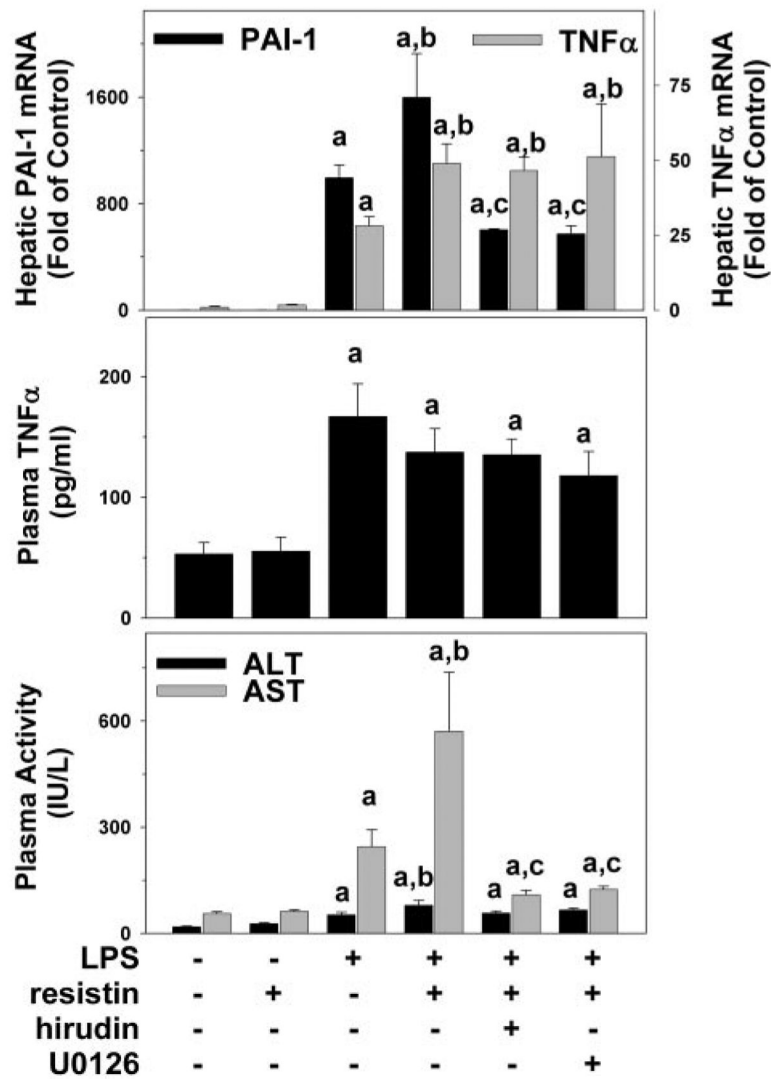 PAI-1 TNFα
Hepatic PAI-1 mRNA
(Fold of Control)
1600
800
0
a
a
a,b
a,b
a,c
a,b
a,c
a,b
75
50
25
0
Hepatic TNFα mRNA
(Fold of Control)
Plasma TNFα
(pg/ml)
200
100
0
a
a
a
a
Plasma Activity
(IU/L)
ALT
AST
600
300
0
a
a
a,b
a,b
a
a,c
a
a,c
LPS - - + + + +
resistin - + - + + +
hirudin - - - - + -
U0126 - - - - - +